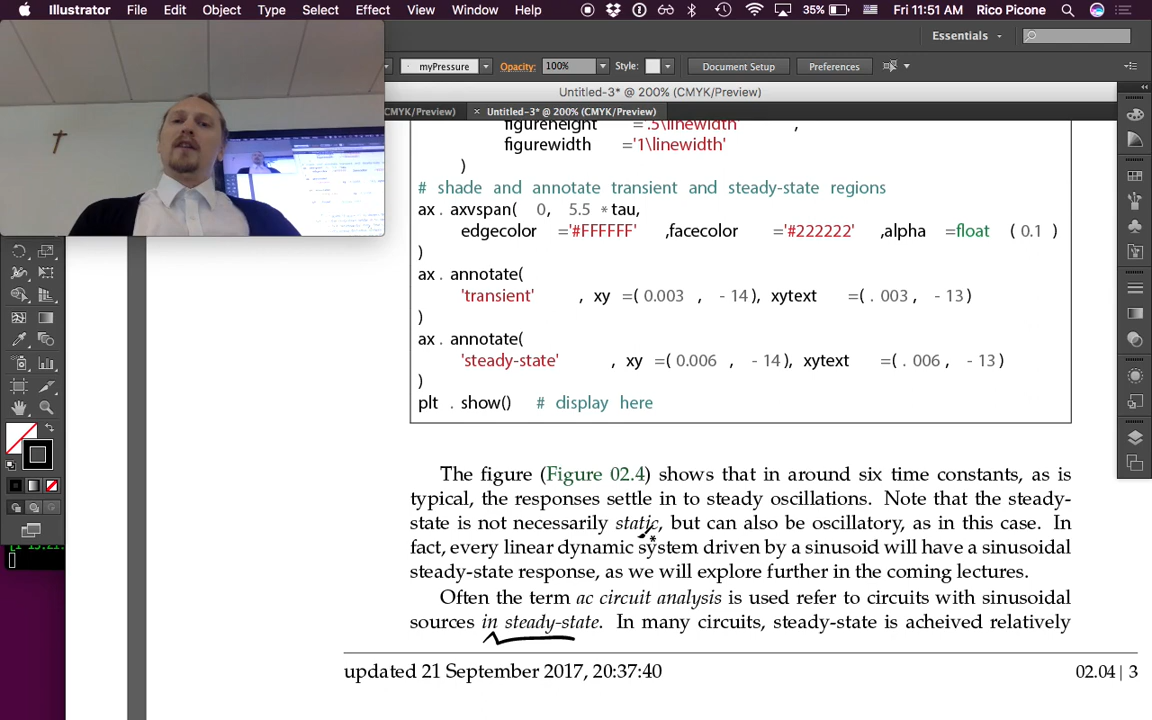 Illustrator File Edit Object Type Select Effect View Window Help 35% Fri 11:51 AM Rico Picone
Essentials
myPressure Opacity: 100% Style: Document Setup Preferences
Untitled-3* @ 200% (CMYK/Preview)
CMYK/Preview) × Untitled-3* @ 200% (CMYK/Preview)
figureheight =.5\linewidth' ,
figurewidth ='1\linewidth'
)
# shade and annotate transient and steady-state regions
ax . axvspan( 0, 5.5 * tau,
edgecolor ='#FFFFFF' ,facecolor ='#222222' ,alpha =float ( 0.1 )
)
ax . annotate(
'transient' , xy =( 0.003 , - 14 ), xytext =( . 003 , - 13 )
)
ax . annotate(
'steady-state' , xy =( 0.006 , - 14 ), xytext =( . 006 , - 13 )
)
plt . show() # display here
The figure (Figure 02.4) shows that in around six time constants, as is
typical, the responses settle in to steady oscillations. Note that the steady-
state is not necessarily static, but can also be oscillatory, as in this case. In
fact, every linear dynamic system driven by a sinusoid will have a sinusoidal
steady-state response, as we will explore further in the coming lectures.
Often the term ac circuit analysis is used refer to circuits with sinusoidal
sources in steady-state. In many circuits, steady-state is acheived relatively
updated 21 September 2017, 20:37:40 02.04 | 3